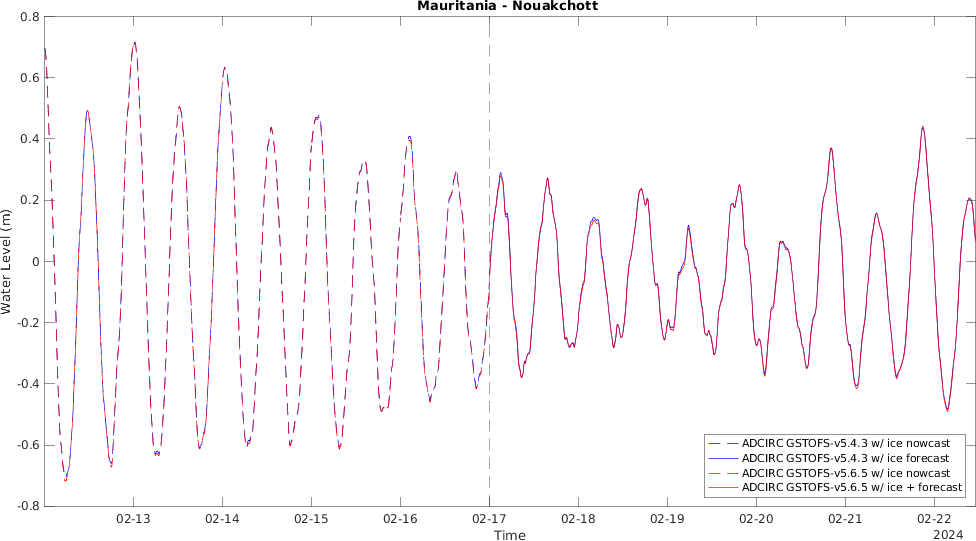 Mauritania - Nouakchott
0.8
0.6
0.4
0.2
0
-0.2
-0.4
-0.6
-0.8
Water Level (m)
02-13
02-14
02-15
02-16
02-17
02-18
02-19
02-20
02-21
02-22
Time
2024
ADCIRC GSTOFS-v5.4.3 w/ ice nowcast
ADCIRC GSTOFS-v5.4.3 w/ ice forecast
ADCIRC GSTOFS-v5.6.5 w/ ice nowcast
ADCIRC GSTOFS-v5.6.5 w/ ice + forecast